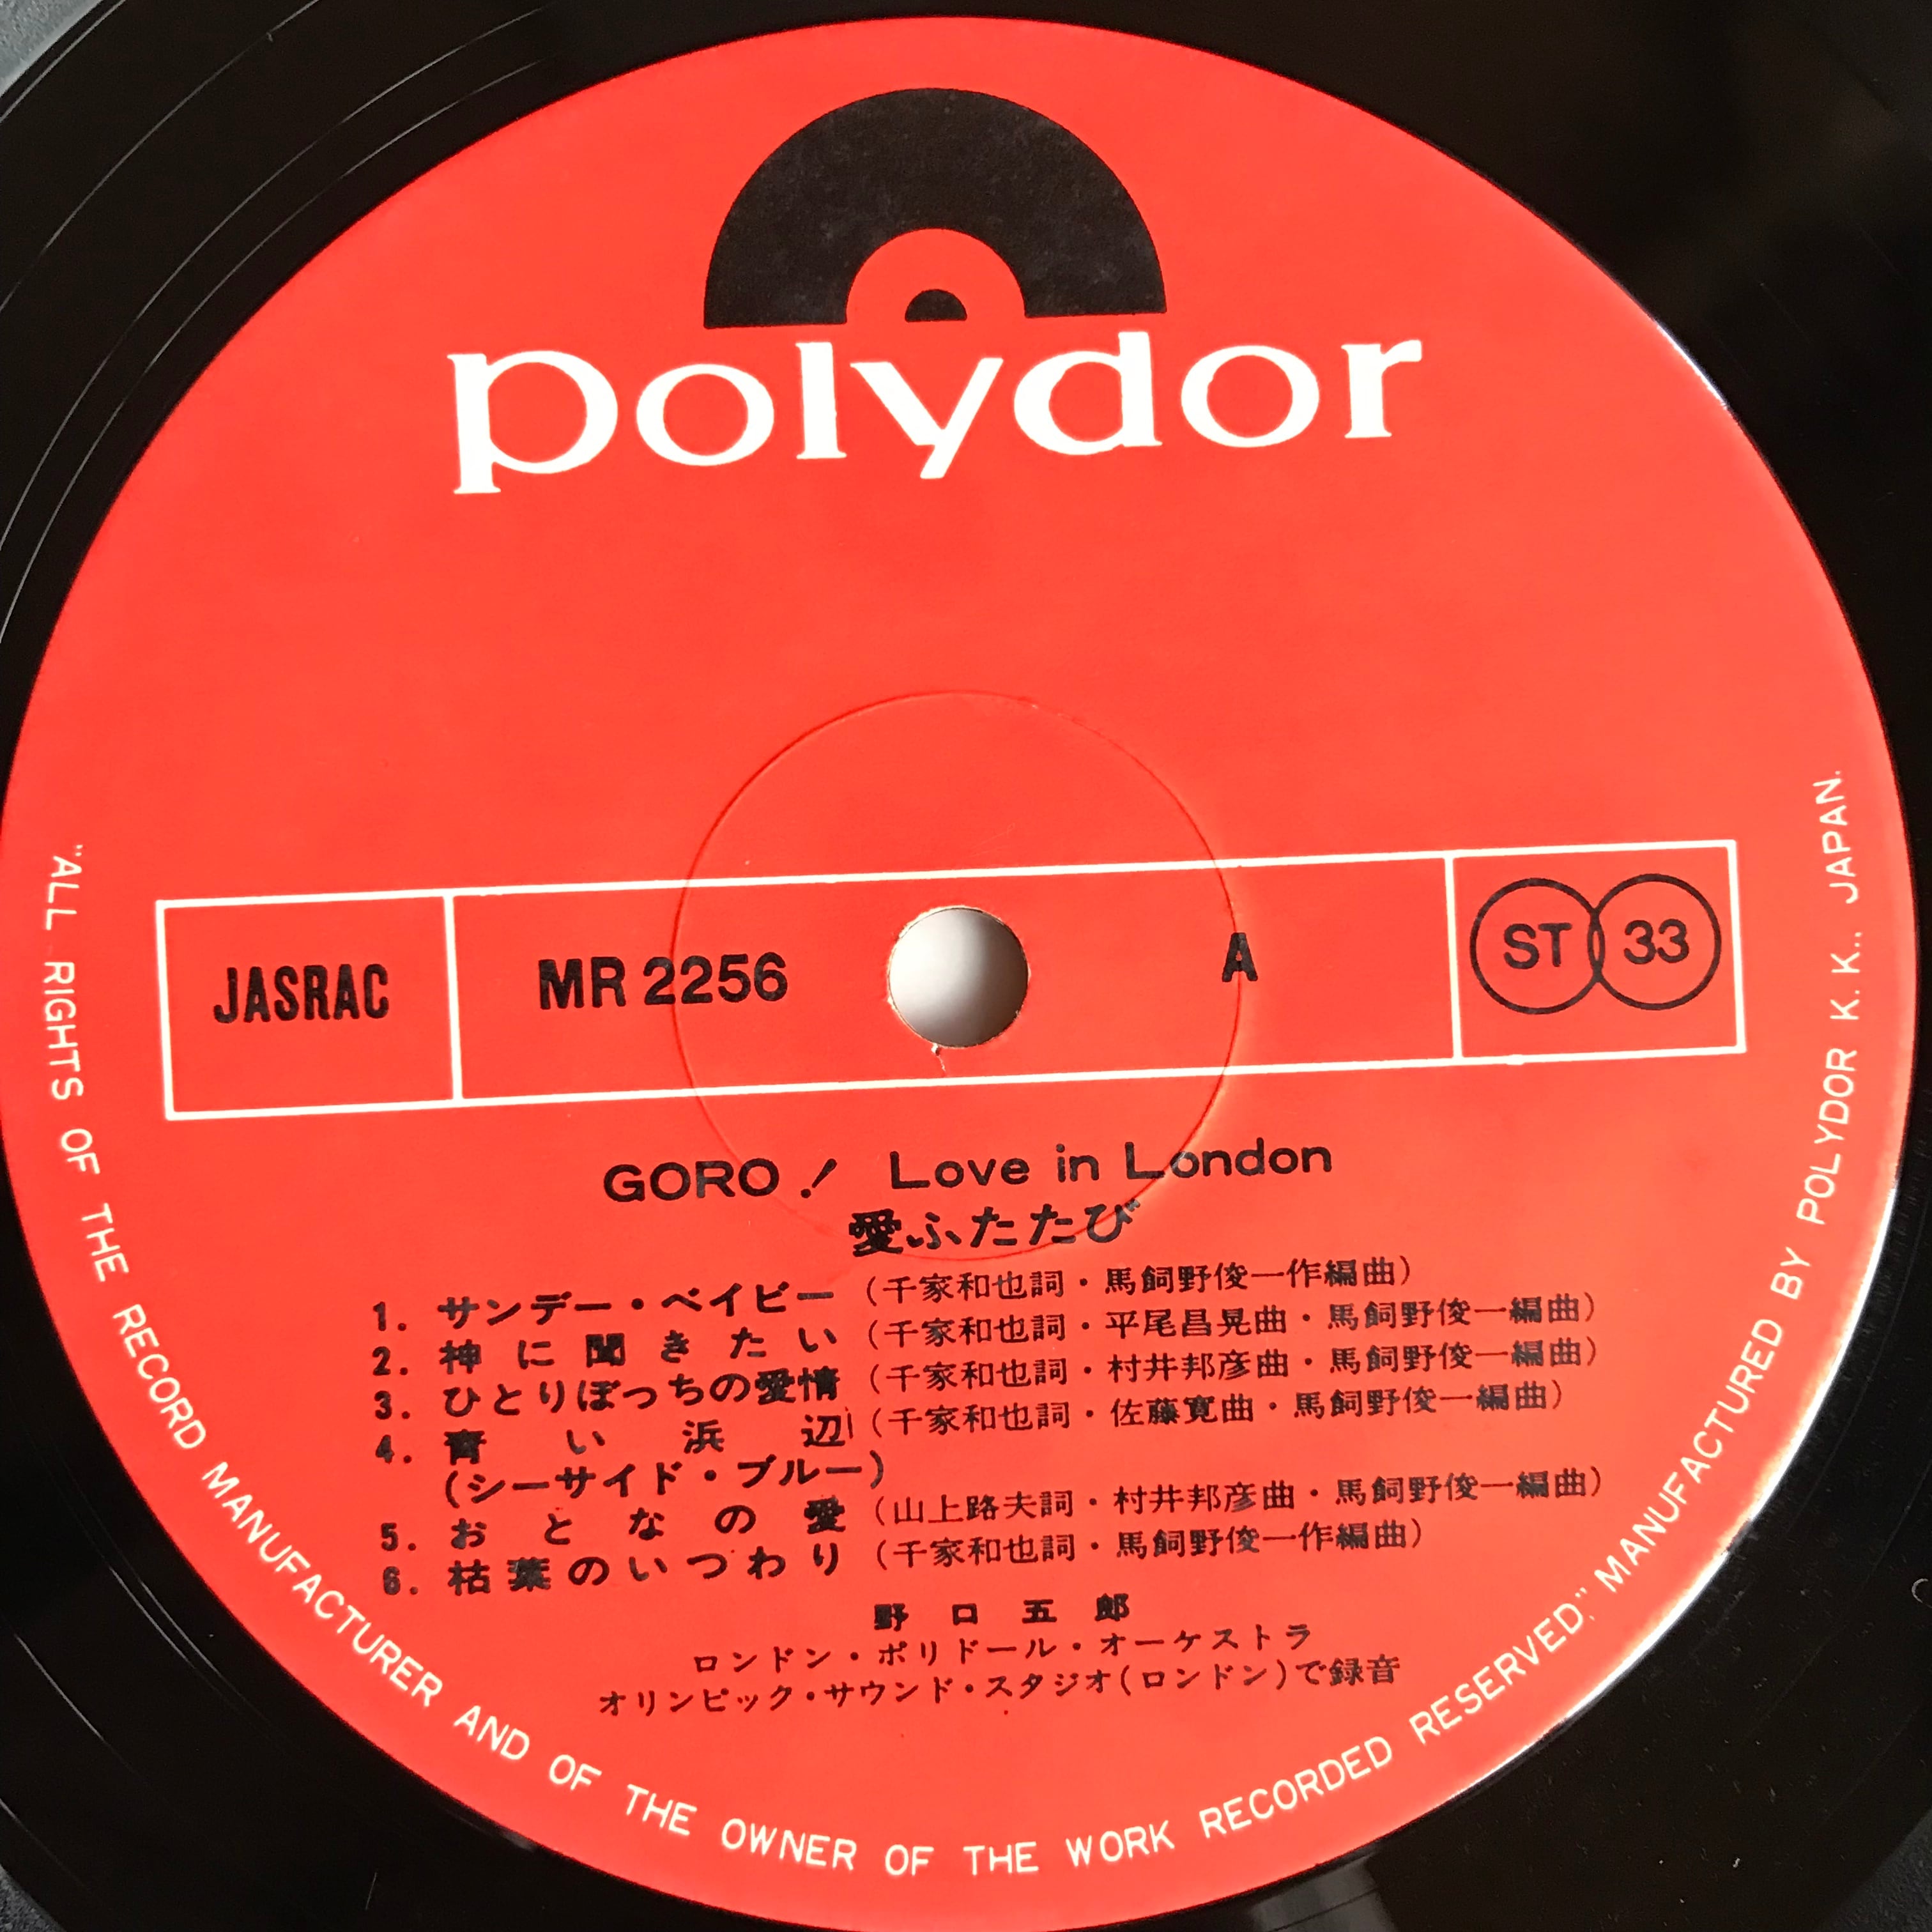 polydor
JASRAC
MR 2256
A
ST 33
GORO! Love in London
愛ふたたび
1. サンデー・ベイビー (千家和也詞・馬飼野俊一作編曲)
2. 神に聞きたい (千家和也詞・平尾昌晃曲・馬飼野俊一編曲)
3. ひとりぼっちの愛情 (千家和也詞・村井邦彦曲・馬飼野俊一編曲)
4. 青い浜辺 (千家和也詞・佐藤寛曲・馬飼野俊一編曲)
(シーサイド・ブルー)
5. おとなの愛 (山上路夫詞・村井邦彦曲・馬飼野俊一編曲)
6. 枯葉のいつわり (千家和也詞・馬飼野俊一作編曲)
野口五郎
ロンドン・ポリドール・オーケストラ
オリンピック・サウンド・スタジオ(ロンドン)で録音
"ALL RIGHTS OF THE RECORD MANUFACTURER AND OF THE OWNER OF THE WORK RECORDED RESERVED," MANUFACTURED BY POLYDOR K. K., JAPAN.